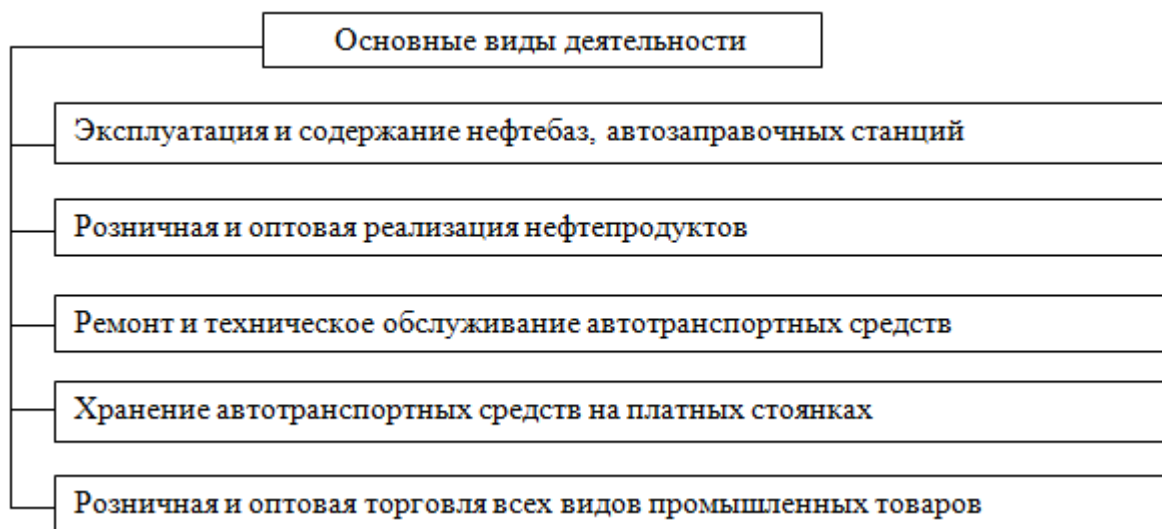 Основные виды деятельности
Эксплуатация и содержание нефтебаз, автозаправочных станций
Розничная и оптовая реализация нефтепродуктов
Ремонт и техническое обслуживание автотранспортных средств
Хранение автотранспортных средств на платных стоянках
Розничная и оптовая торговля всех видов промышленных товаров